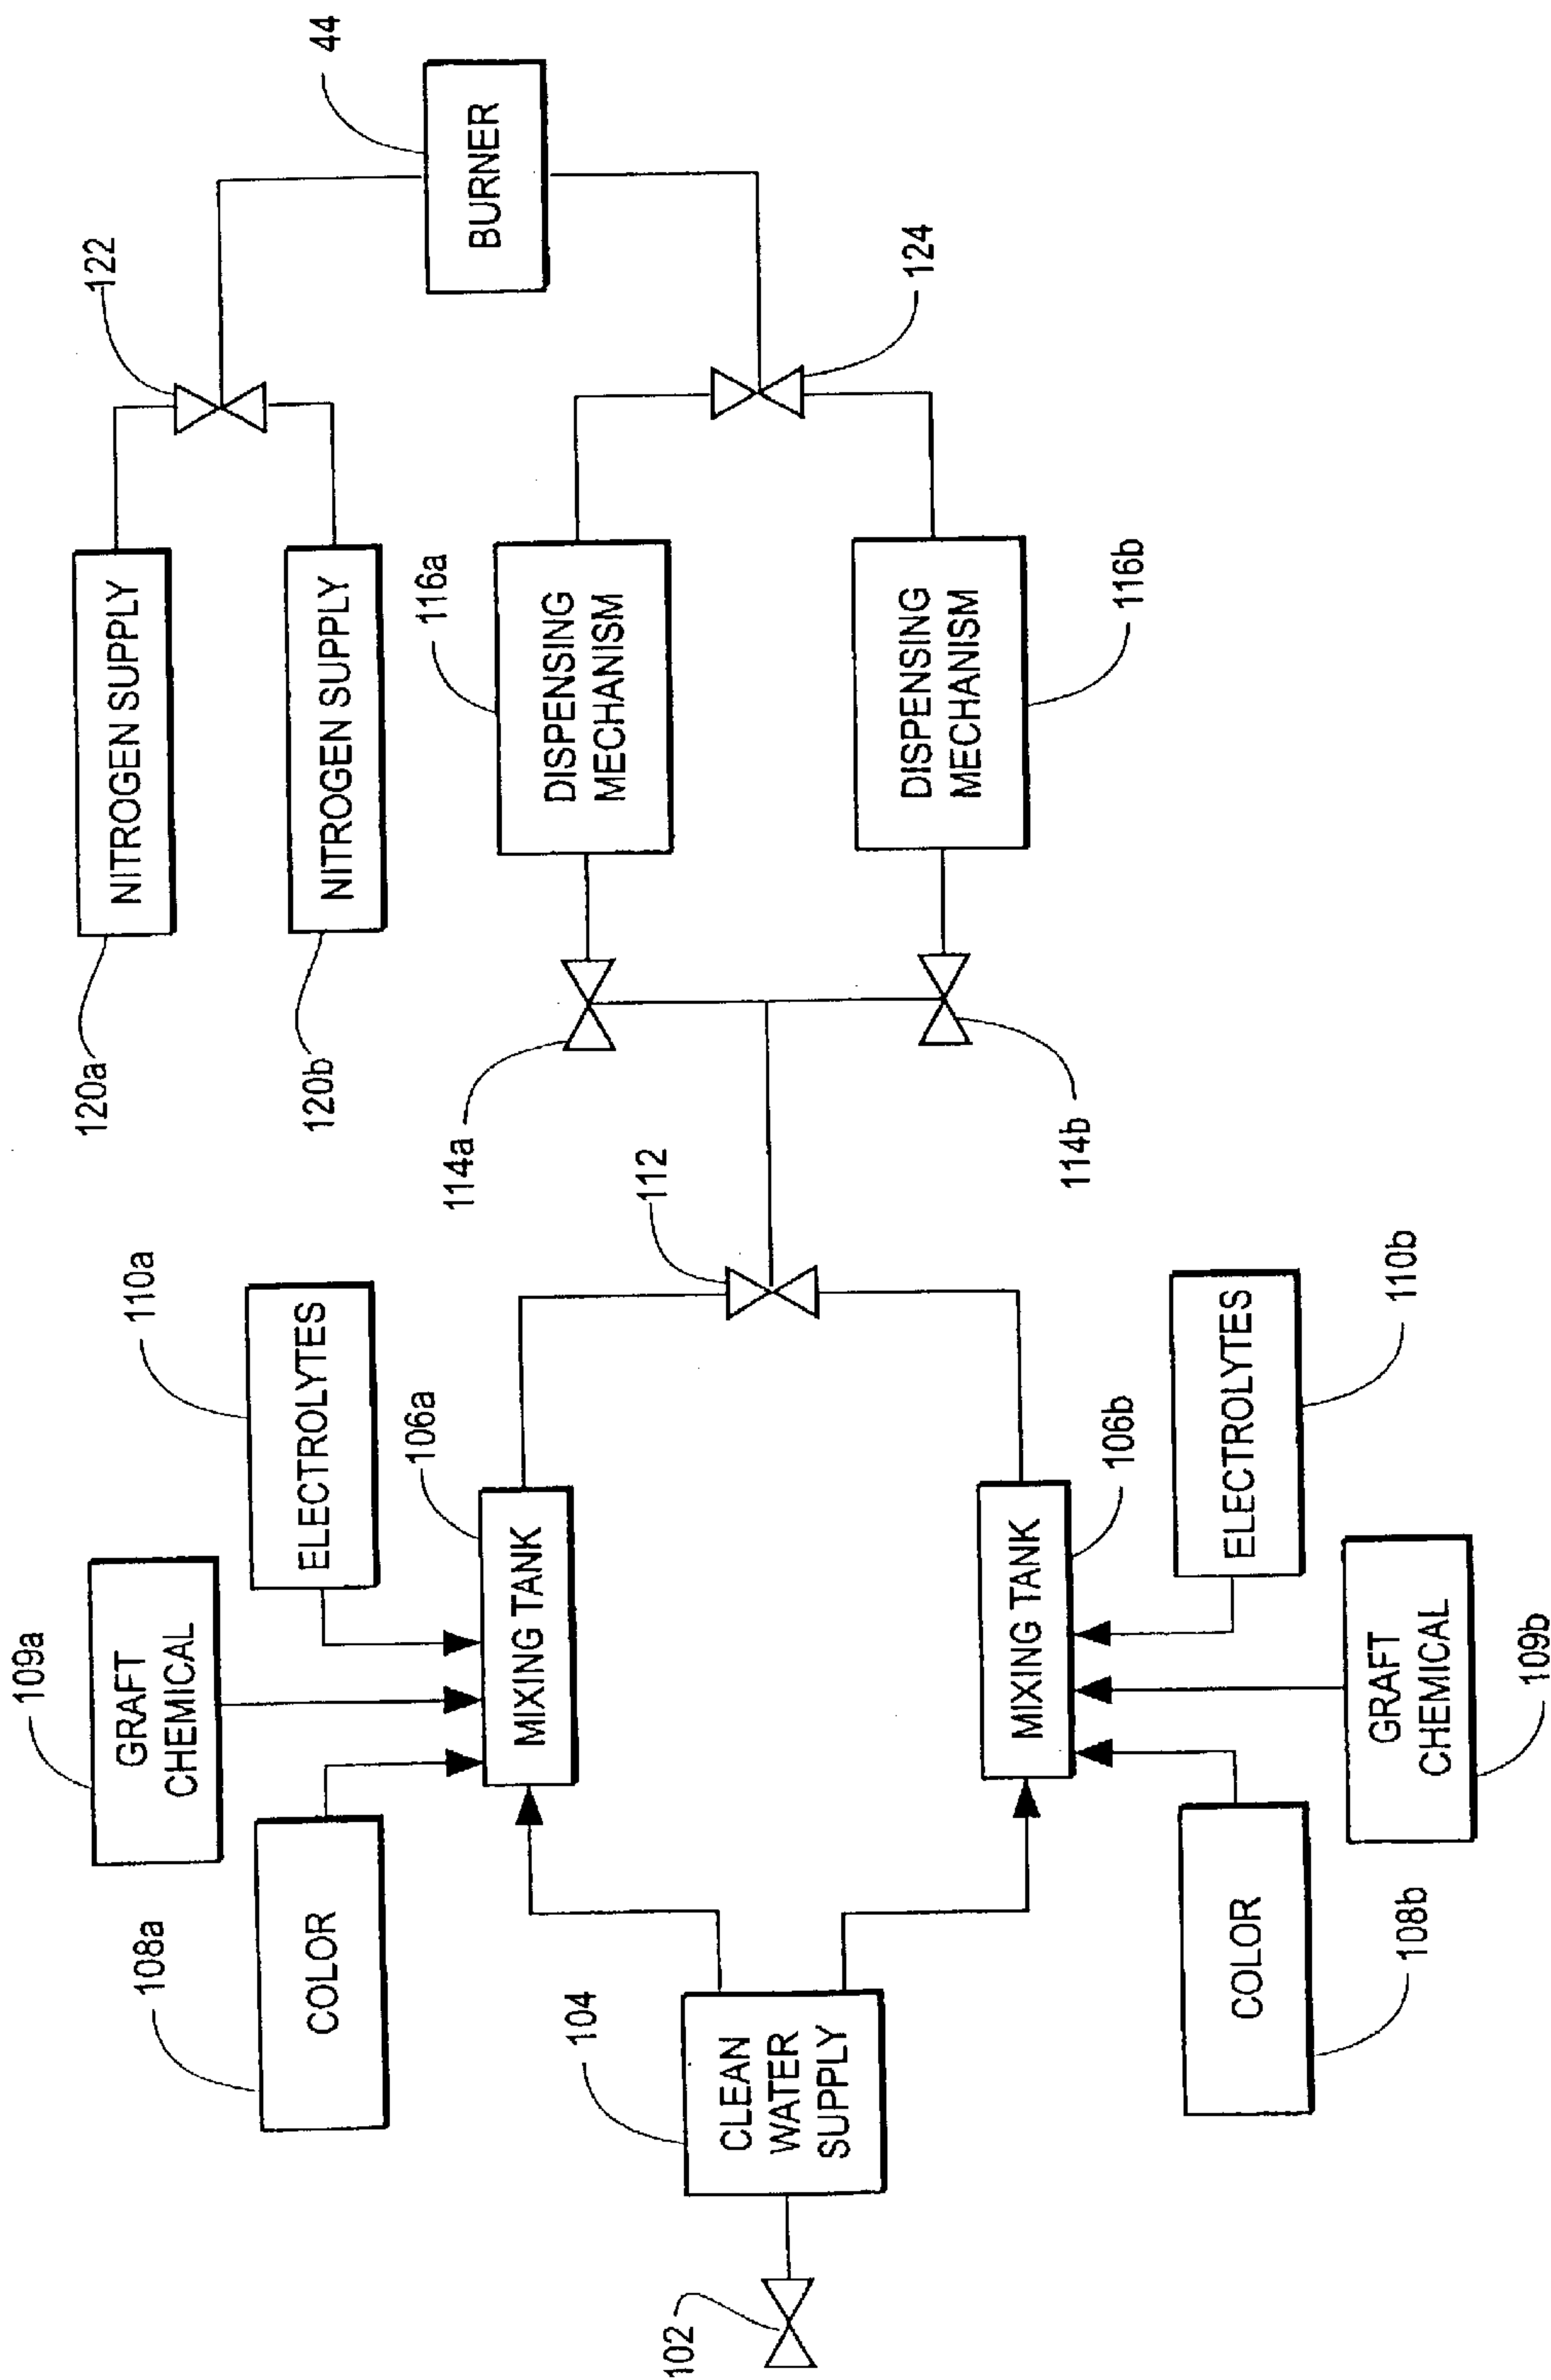 102
104
CLEAN
WATER
SUPPLY
108a
COLOR
109a
GRAFT
CHEMICAL
110a
ELECTROLYTES
106a
MIXING TANK
108b
COLOR
109b
GRAFT
CHEMICAL
110b
ELECTROLYTES
106b
MIXING TANK
112
114a
114b
116a
DISPENSING
MECHANISM
116b
DISPENSING
MECHANISM
120a
NITROGEN SUPPLY
120b
NITROGEN SUPPLY
122
124
44
BURNER